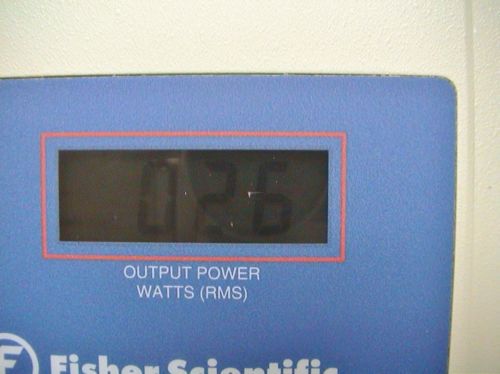 026
OUTPUT POWER
WATTS (RMS)
Fisher Scientific